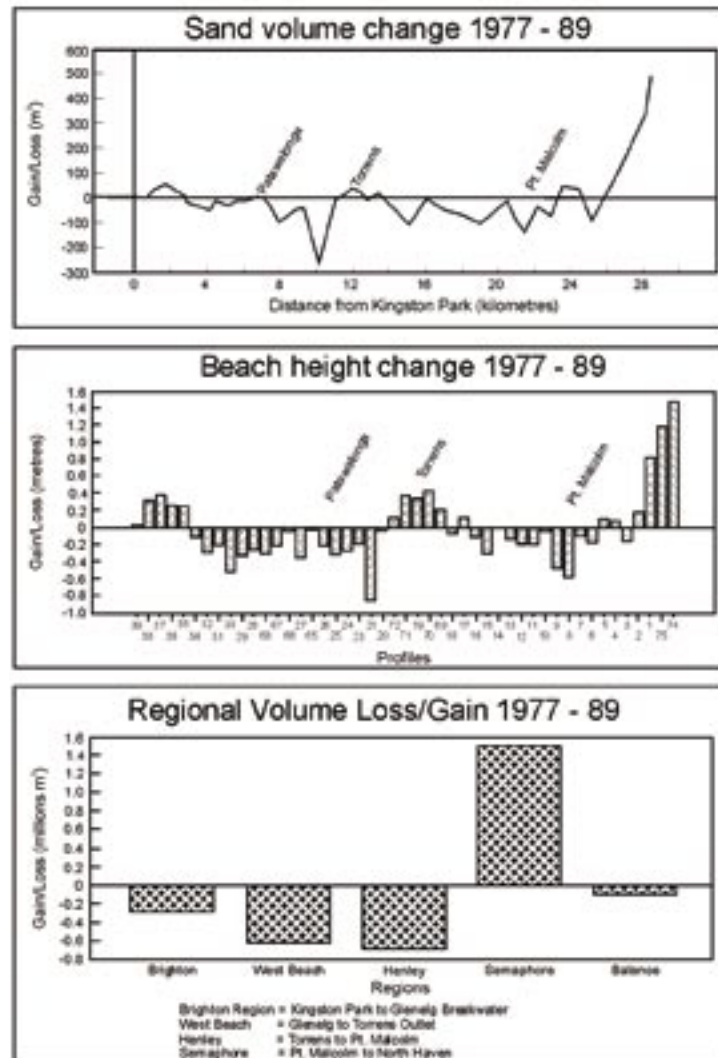 Sand volume change 1977 - 89
Gain/Loss (m³)
600
500
400
300
200
100
0
-100
-200
-300
Patawalonga
Torrens
Pt. Malcolm
0 4 8 12 16 20 24 28
Distance from Kingston Park (kilometres)
Beach height change 1977 - 89
Gain/Loss (metres)
1.6
1.4
1.2
1.0
0.8
0.6
0.4
0.2
0
-0.2
-0.4
-0.6
-0.8
-1.0
Patawalonga
Torrens
Pt. Malcolm
Profiles
Regional Volume Loss/Gain 1977 - 89
Gain/Loss (millions m³)
1.6
1.4
1.2
1.0
0.8
0.6
0.4
0.2
0
-0.2
-0.4
-0.6
-0.8
Brighton West Beach Henley Semaphore Balance
Regions
Brighton Region = Kingston Park to Glenelg Breakwater
West Beach = Glenelg to Torrens Outlet
Henley = Torrens to Pt. Malcolm
Semaphore = Pt. Malcolm to North Haven